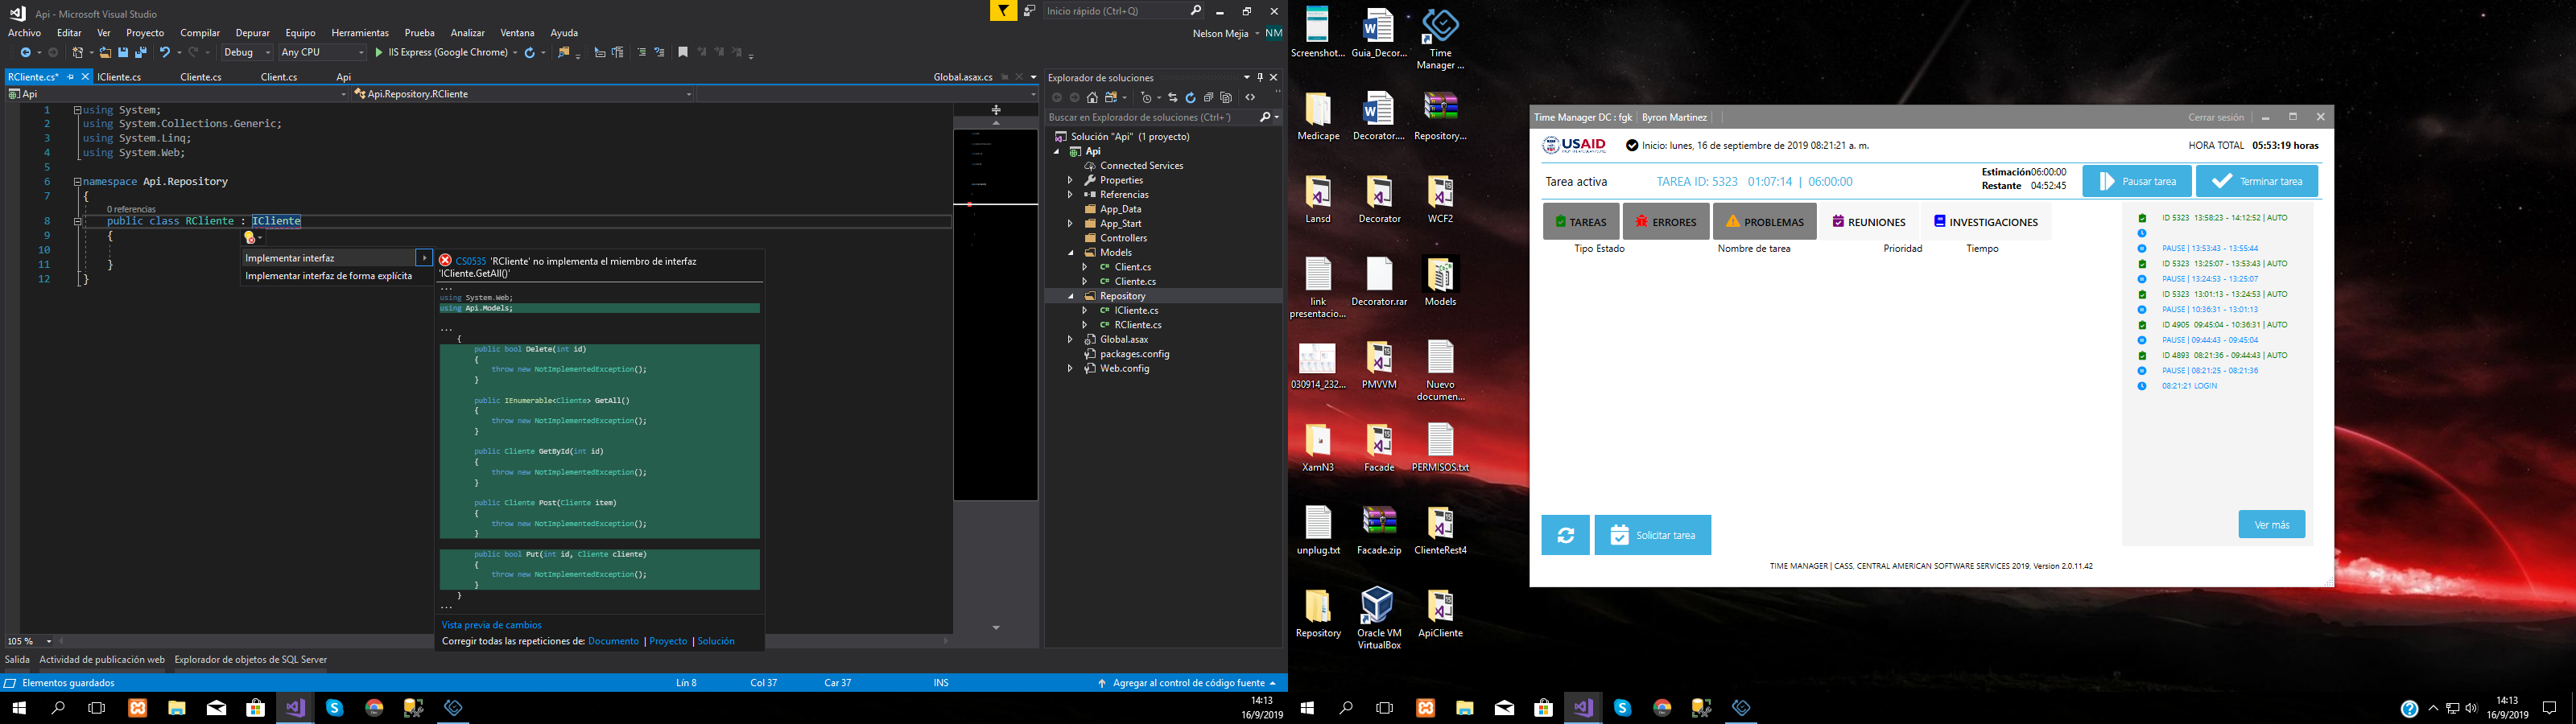 Api - Microsoft Visual Studio
Inicio rápido (Ctrl+Q)
Archivo Editar Ver Proyecto Compilar Depurar Equipo Herramientas Prueba Analizar Ventana Ayuda
Nelson Mejia NM
Debug Any CPU IIS Express (Google Chrome)
RCliente.cs* ICliente.cs Cliente.cs Client.cs Api Global.asax.cs
Api Api.Repository.RCliente
1 using System;
2 using System.Collections.Generic;
3 using System.Linq;
4 using System.Web;
5
6 namespace Api.Repository
7 {
0 referencias
8 public class RCliente : ICliente
9 {
10
11 }
12 }
Implementar interfaz
Implementar interfaz de forma explícita
CS0535 'RCliente' no implementa el miembro de interfaz
'ICliente.GetAll()'
...
using System.Web;
using Api.Models;
...
{
public bool Delete(int id)
{
throw new NotImplementedException();
}
public IEnumerable<Cliente> GetAll()
{
throw new NotImplementedException();
}
public Cliente GetById(int id)
{
throw new NotImplementedException();
}
public Cliente Post(Cliente item)
{
throw new NotImplementedException();
}
public bool Put(int id, Cliente cliente)
{
throw new NotImplementedException();
}
}
...
Vista previa de cambios
Corregir todas las repeticiones de: Documento | Proyecto | Solución
105 %
Explorador de soluciones
Buscar en Explorador de soluciones (Ctrl+´)
Solución "Api" (1 proyecto)
Api
Connected Services
Properties
Referencias
App_Data
App_Start
Controllers
Models
C# Client.cs
C# Cliente.cs
Repository
C# ICliente.cs
C# RCliente.cs
Global.asax
packages.config
Web.config
Salida Actividad de publicación web Explorador de objetos de SQL Server
Elementos guardados Lín 8 Col 37 Car 37 INS Agregar al control de código fuente
14:13
16/9/2019
Screenshot... Guia_Decor... Time
Manager ...
Medicape Decorator.... Repository...
Lansd Decorator WCF2
link
presentacio... Decorator.rar Models
030914_232... PMVVM Nuevo
documen...
XamN3 Facade PERMISOS.txt
unplug.txt Facade.zip ClienteRest4
Repository Oracle VM
VirtualBox ApiCliente
Time Manager DC : fgk | Byron Martinez | Cerrar sesión
USAID Inicio: lunes, 16 de septiembre de 2019 08:21:21 a. m. HORA TOTAL 05:53:19 horas
Tarea activa TAREA ID: 5323 01:07:14 | 06:00:00
Estimación 06:00:00
Restante 04:52:45
Pausar tarea Terminar tarea
TAREAS ERRORES PROBLEMAS REUNIONES INVESTIGACIONES
Tipo Estado Nombre de tarea Prioridad Tiempo
ID 5323 13:58:23 - 14:12:52 | AUTO
PAUSE | 13:53:43 - 13:55:44
ID 5323 13:25:07 - 13:53:43 | AUTO
PAUSE | 13:24:53 - 13:25:07
ID 5323 13:01:13 - 13:24:53 | AUTO
PAUSE | 10:36:31 - 13:01:13
ID 4905 09:45:04 - 10:36:31 | AUTO
PAUSE | 09:44:43 - 09:45:04
ID 4893 08:21:36 - 09:44:43 | AUTO
PAUSE | 08:21:25 - 08:21:36
08:21:21 LOGIN
Ver más
Solicitar tarea
TIME MANAGER | CASS, CENTRAL AMERICAN SOFTWARE SERVICES 2019, Version 2.0.11.42
14:13
16/9/2019